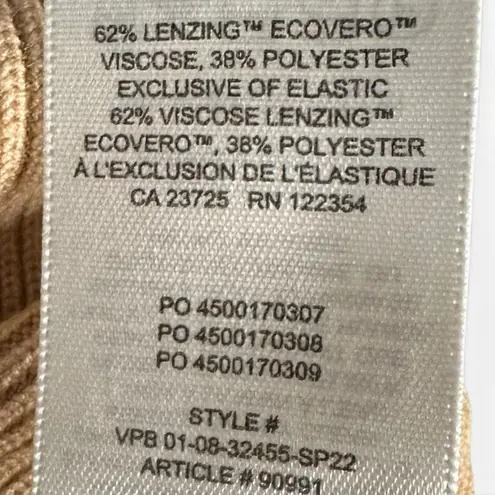 62% LENZING™ ECOVERO™
VISCOSE, 38% POLYESTER
EXCLUSIVE OF ELASTIC
62% VISCOSE LENZING™
ECOVERO™, 38% POLYESTER
À L'EXCLUSION DE L'ÉLASTIQUE
CA 23725 RN 122354
PO 4500170307
PO 4500170308
PO 4500170309
STYLE #
VPB 01-08-32455-SP22
ARTICLE # 90991